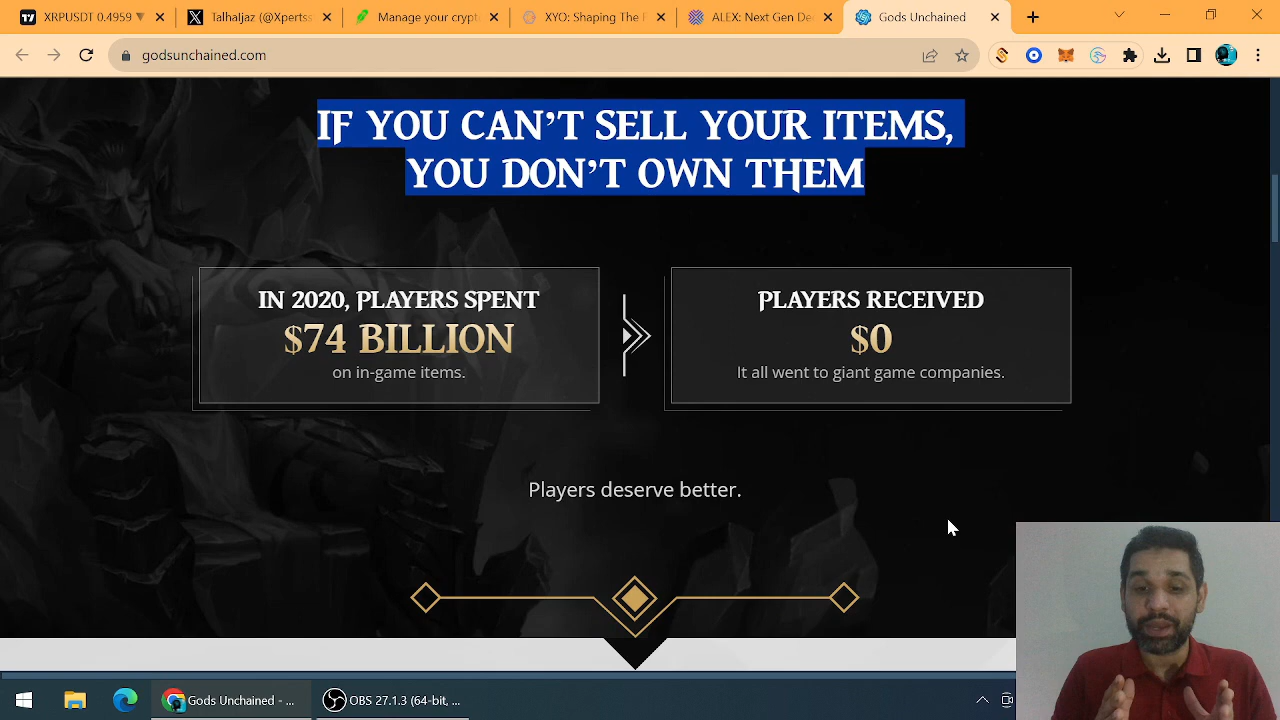 XRPUSDT 0.4959
TalhaIjaz (@Xpertss
Manage your crypt
XYO: Shaping The F
ALEX: Next Gen De
Gods Unchained
godsunchained.com
IF YOU CAN'T SELL YOUR ITEMS,
YOU DON'T OWN THEM
IN 2020, PLAYERS SPENT
$74 BILLION
on in-game items.
PLAYERS RECEIVED
$0
It all went to giant game companies.
Players deserve better.
Gods Unchained - ...
OBS 27.1.3 (64-bit, ...